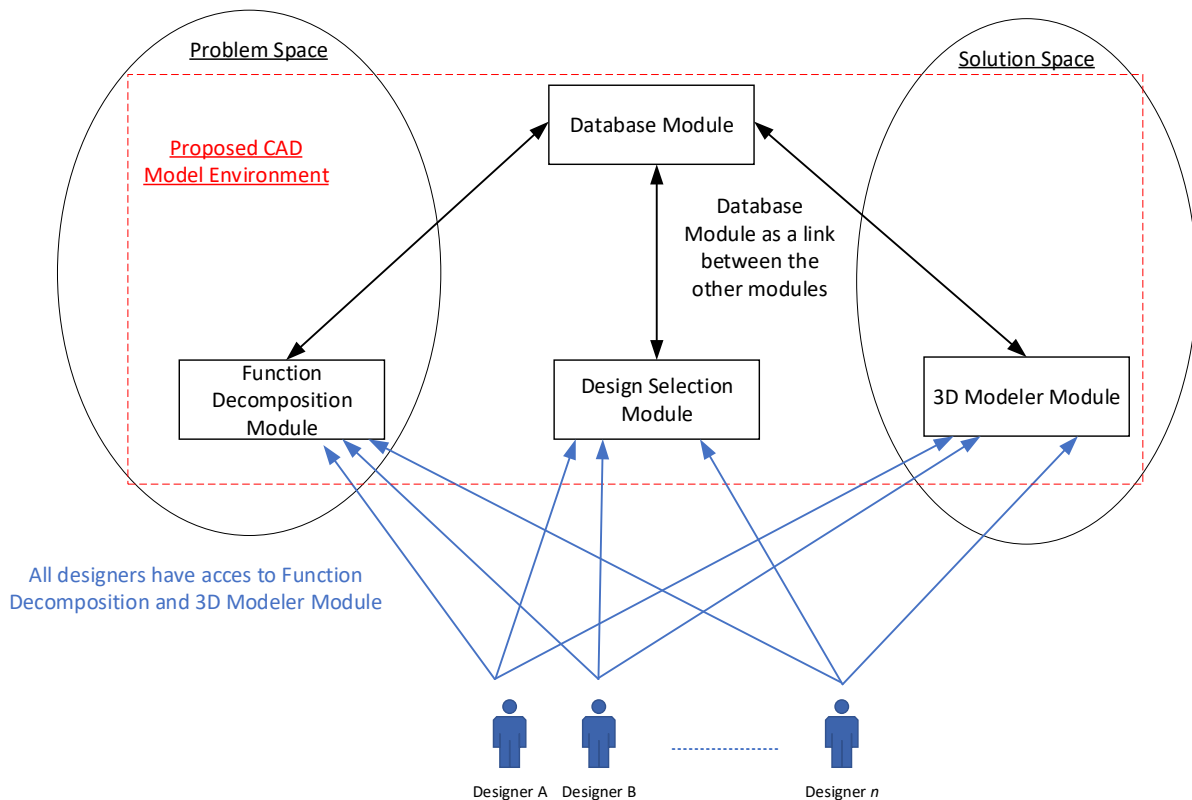 Problem Space
Solution Space
Database Module
Proposed CAD
Model Environment
Database
Module as a link
between the
other modules
Function
Decomposition
Module
Design Selection
Module
3D Modeler Module
All designers have acces to Function
Decomposition and 3D Modeler Module
Designer A
Designer B
Designer n